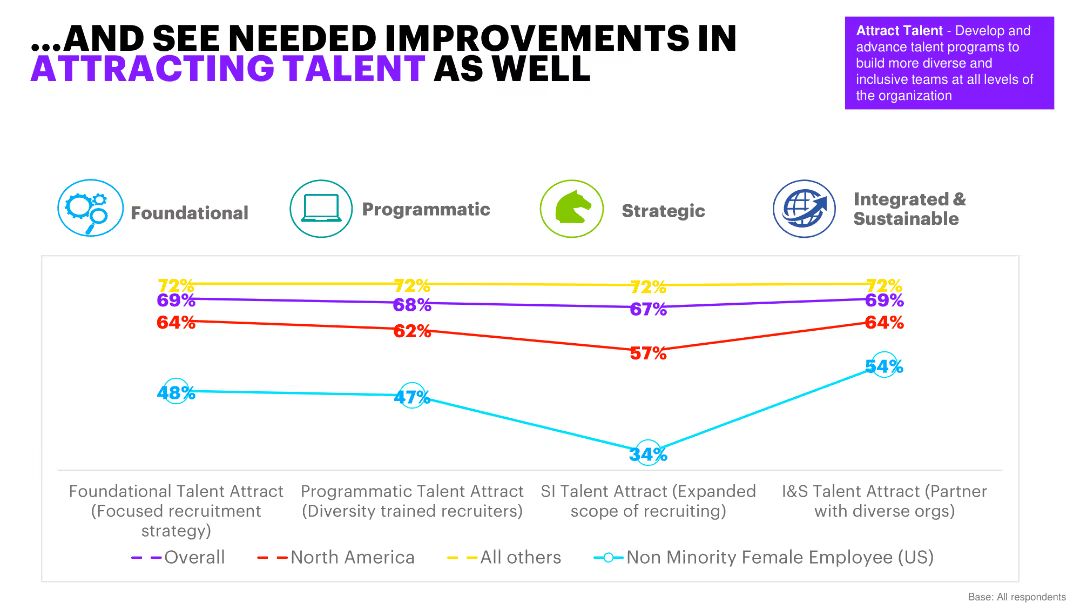 ...AND SEE NEEDED IMPROVEMENTS IN
ATTRACTING TALENT AS WELL
Attract Talent - Develop and
advance talent programs to
build more diverse and
inclusive teams at all levels of
the organization
Foundational
Programmatic
Strategic
Integrated &
Sustainable
72%
72%
72%
72%
69%
68%
67%
69%
64%
62%
57%
64%
48%
47%
34%
54%
Foundational Talent Attract
(Focused recruitment
strategy)
Programmatic Talent Attract
(Diversity trained recruiters)
SI Talent Attract (Expanded
scope of recruiting)
I&S Talent Attract (Partner
with diverse orgs)
Overall
North America
All others
Non Minority Female Employee (US)
Base: All respondents